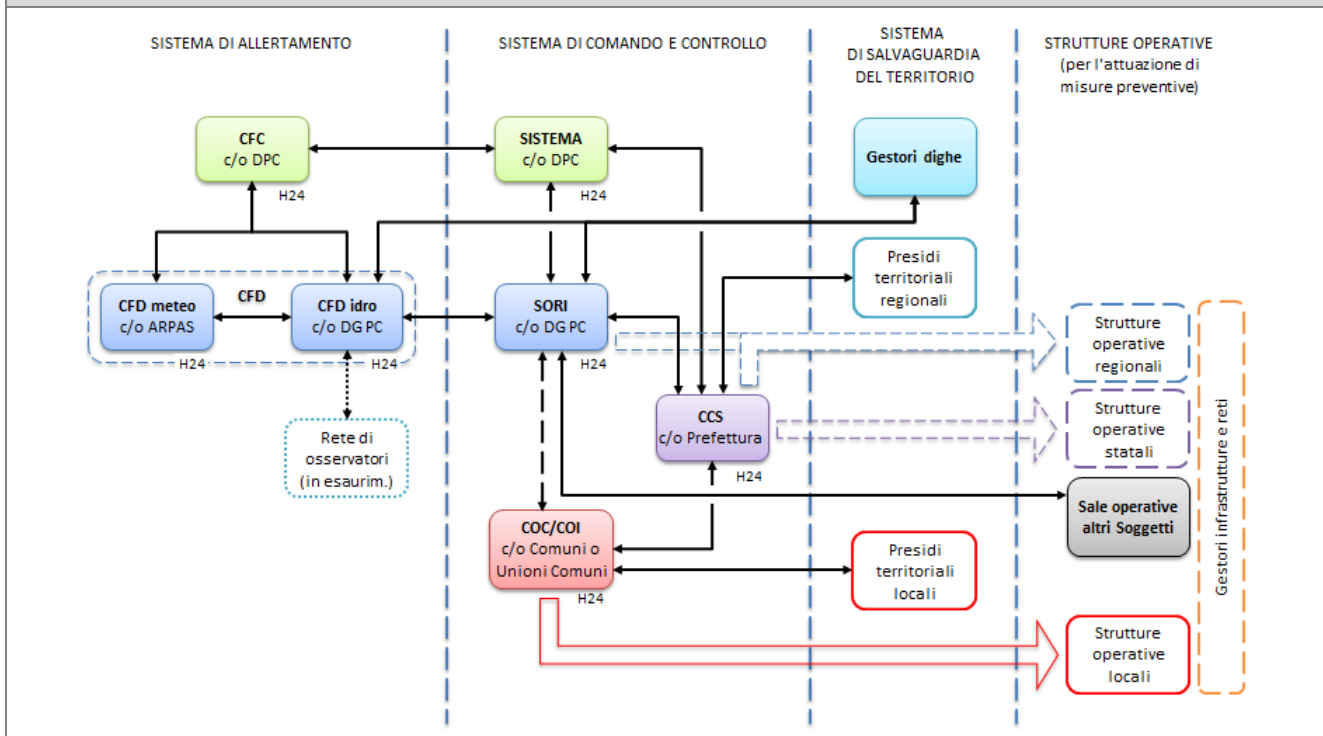 SISTEMA DI ALLERTAMENTO
SISTEMA DI COMANDO E CONTROLLO
SISTEMA
DI SALVAGUARDIA
DEL TERRITORIO
STRUTTURE OPERATIVE
(per l'attuazione di
misure preventive)
CFC
c/o DPC
H24
SISTEMA
c/o DPC
H24
Gestori dighe
Presidi
territoriali
regionali
CFD meteo
c/o ARPAS
H24
CFD
CFD idro
c/o DG PC
H24
SORI
c/o DG PC
H24
Strutture
operative
regionali
CCS
c/o Prefettura
H24
Strutture
operative
statali
Rete di
osservatori
(in esaurim.)
Sale operative
altri Soggetti
COC/COI
c/o Comuni o
Unioni Comuni
H24
Presidi
territoriali
locali
Strutture
operative
locali
Gestori infrastrutture e reti